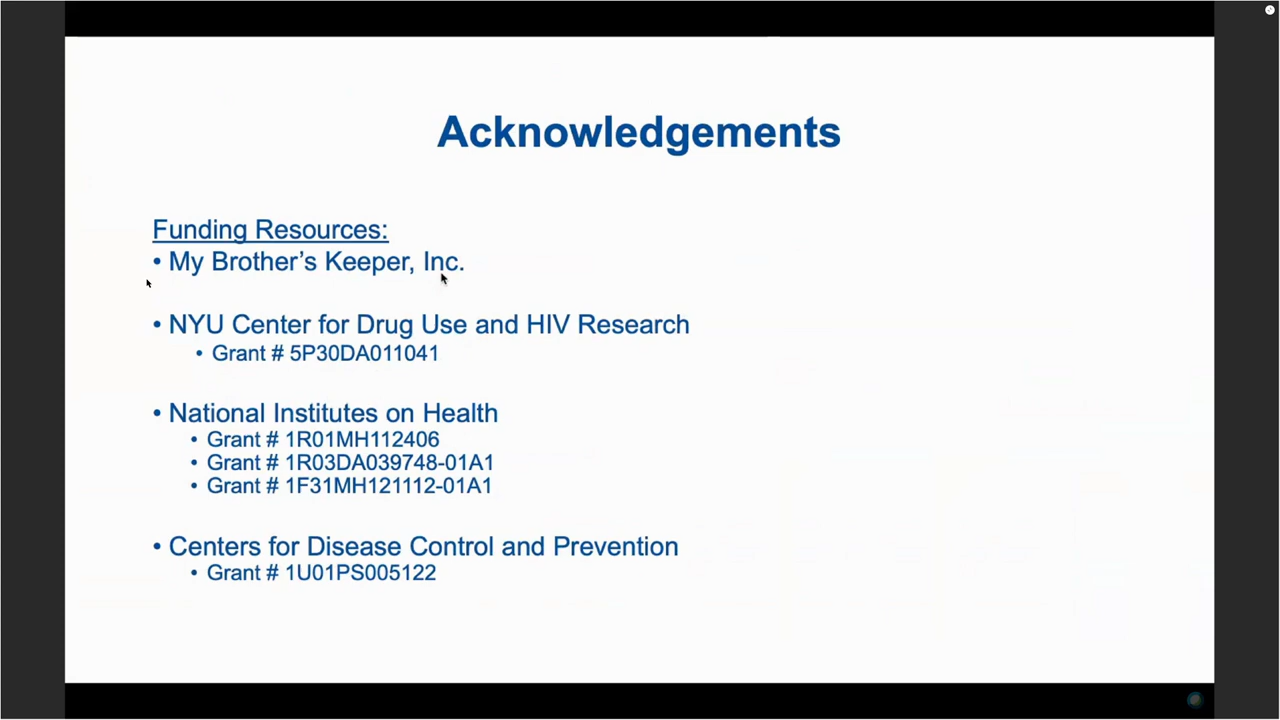 Acknowledgements
Funding Resources:
• My Brother’s Keeper, Inc.
• NYU Center for Drug Use and HIV Research
• Grant # 5P30DA011041
• National Institutes on Health
• Grant # 1R01MH112406
• Grant # 1R03DA039748-01A1
• Grant # 1F31MH121112-01A1
• Centers for Disease Control and Prevention
• Grant # 1U01PS005122